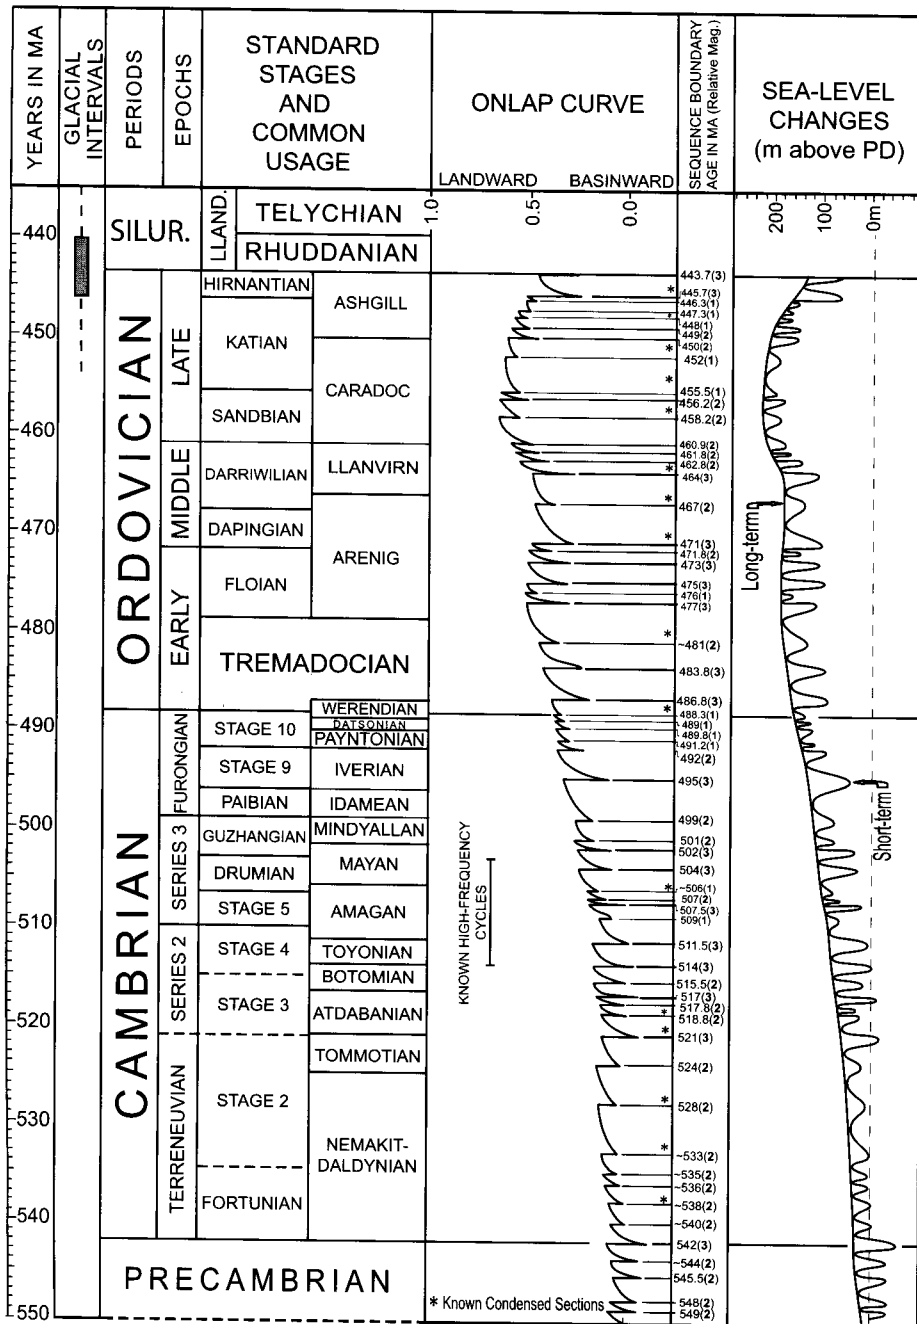 YEARS IN MA
GLACIAL
INTERVALS
PERIODS
EPOCHS
STANDARD
STAGES
AND
COMMON
USAGE
ONLAP CURVE
LANDWARD
BASINWARD
SEQUENCE BOUNDARY
AGE IN MA (Relative Mag.)
SEA-LEVEL
CHANGES
(m above PD)
1.0
0.5
0.0
200
100
0m
440
450
460
470
480
490
500
510
520
530
540
550
SILUR.
LLAND.
TELYCHIAN
RHUDDANIAN
ORDOVICIAN
LATE
MIDDLE
EARLY
HIRNANTIAN
KATIAN
SANDBIAN
DARRIWILIAN
DAPINGIAN
FLOIAN
TREMADOCIAN
ASHGILL
CARADOC
LLANVIRN
ARENIG
CAMBRIAN
FURONGIAN
SERIES 3
SERIES 2
TERRENEUVIAN
STAGE 10
STAGE 9
PAIBIAN
GUZHANGIAN
DRUMIAN
STAGE 5
STAGE 4
STAGE 3
STAGE 2
FORTUNIAN
WERENDIAN
DATSONIAN
PAYNTONIAN
IVERIAN
IDAMEAN
MINDYALLAN
MAYAN
AMAGAN
TOYONIAN
BOTOMIAN
ATDABANIAN
TOMMOTIAN
NEMAKIT-
DALDYNIAN
PRECAMBRIAN
KNOWN HIGH-FREQUENCY
CYCLES
* Known Condensed Sections
443.7(3)
445.7(3)
446.3(1)
447.3(1)
448(1)
449(2)
450(2)
452(1)
455.5(1)
456.2(2)
458.2(2)
460.9(2)
461.8(2)
462.8(2)
464(3)
467(2)
471(3)
471.8(2)
473(3)
475(3)
476(1)
477(3)
~481(2)
483.8(3)
486.8(3)
488.3(1)
489(1)
489.8(1)
491.2(1)
492(2)
495(3)
499(2)
501(2)
502(3)
504(3)
~506(1)
507(2)
507.5(3)
509(1)
511.5(3)
514(3)
515.5(2)
517(3)
517.8(2)
518.8(2)
521(3)
524(2)
528(2)
~533(2)
~535(2)
~536(2)
~538(2)
~540(2)
542(3)
~544(2)
545.5(2)
548(2)
549(2)
Long-term
Short-term